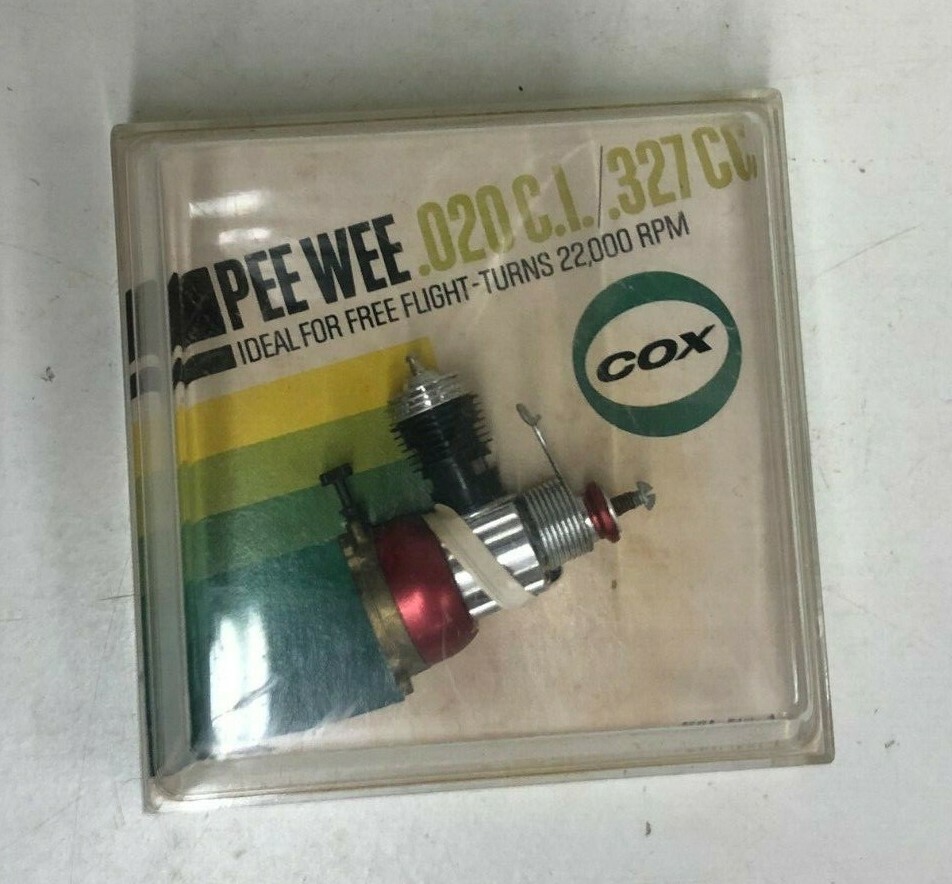 PEE WEE .020 C.I./.327 CC
IDEAL FOR FREE FLIGHT-TURNS 22,000 RPM
COX